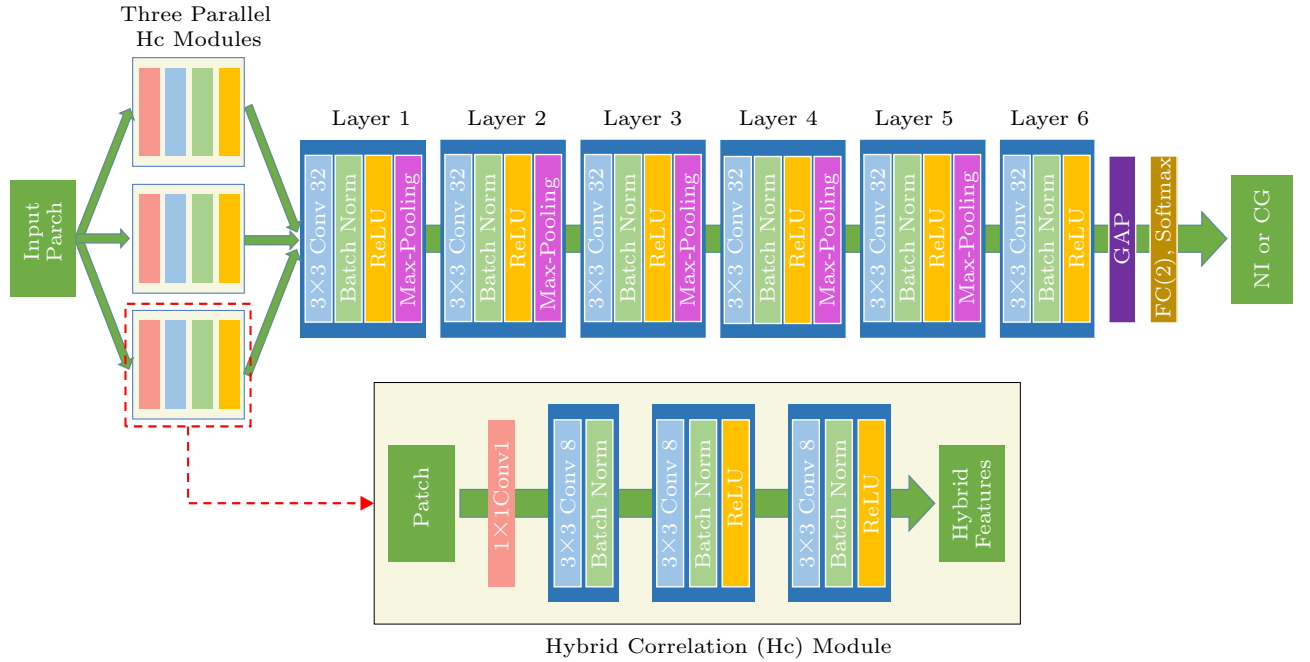 Three Parallel
Hc Modules
Input
Parch
Layer 1
3×3 Conv 32
Batch Norm
ReLU
Max-Pooling
Layer 2
3×3 Conv 32
Batch Norm
ReLU
Max-Pooling
Layer 3
3×3 Conv 32
Batch Norm
ReLU
Max-Pooling
Layer 4
3×3 Conv 32
Batch Norm
ReLU
Max-Pooling
Layer 5
3×3 Conv 32
Batch Norm
ReLU
Max-Pooling
Layer 6
3×3 Conv 32
Batch Norm
ReLU
GAP
FC(2), Softmax
NI or CG
Patch
1×1Conv1
3×3 Conv 8
Batch Norm
3×3 Conv 8
Batch Norm
ReLU
3×3 Conv 8
Batch Norm
ReLU
Hybrid
Features
Hybrid Correlation (Hc) Module